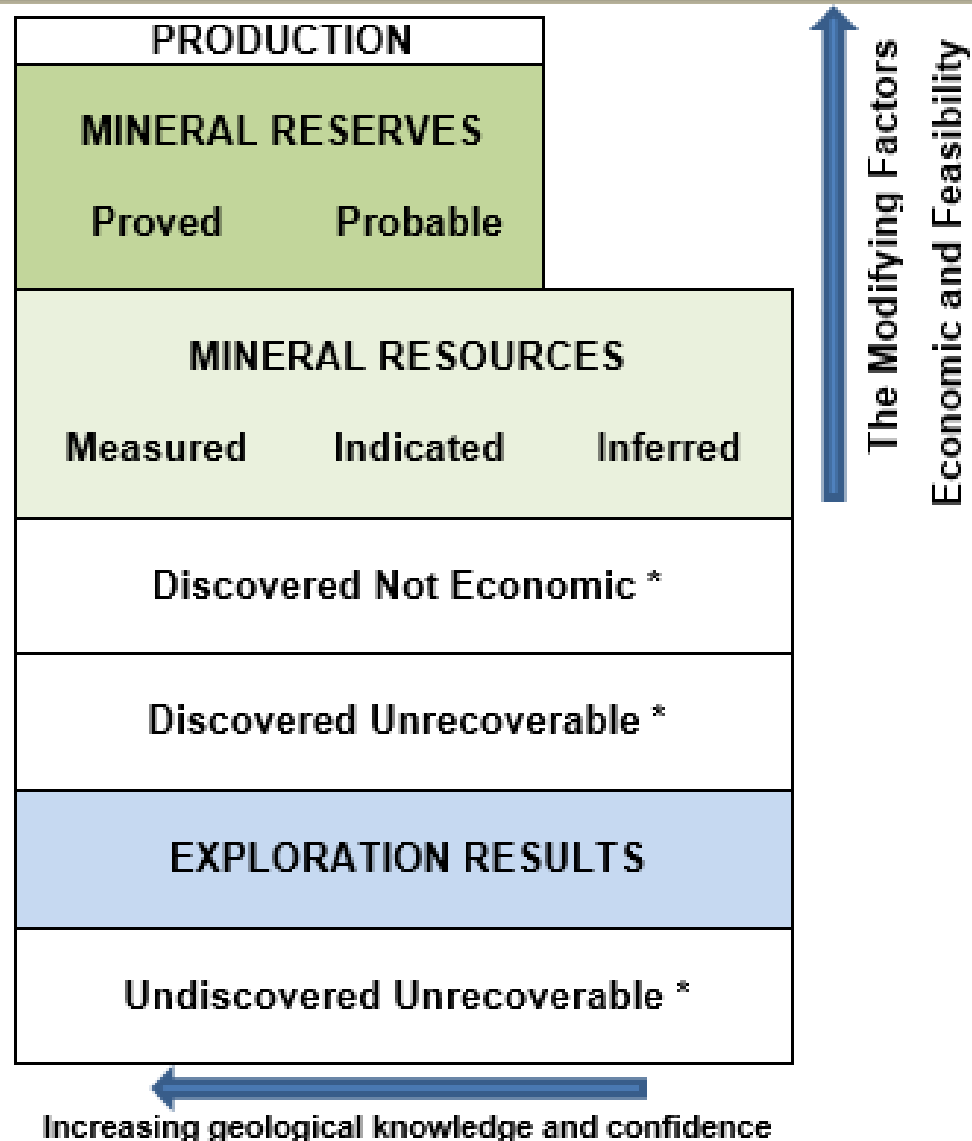 PRODUCTION
MINERAL RESERVES
Proved Probable
MINERAL RESOURCES
Measured Indicated Inferred
Discovered Not Economic *
Discovered Unrecoverable *
EXPLORATION RESULTS
Undiscovered Unrecoverable *
Increasing geological knowledge and confidence
The Modifying Factors
Economic and Feasibility